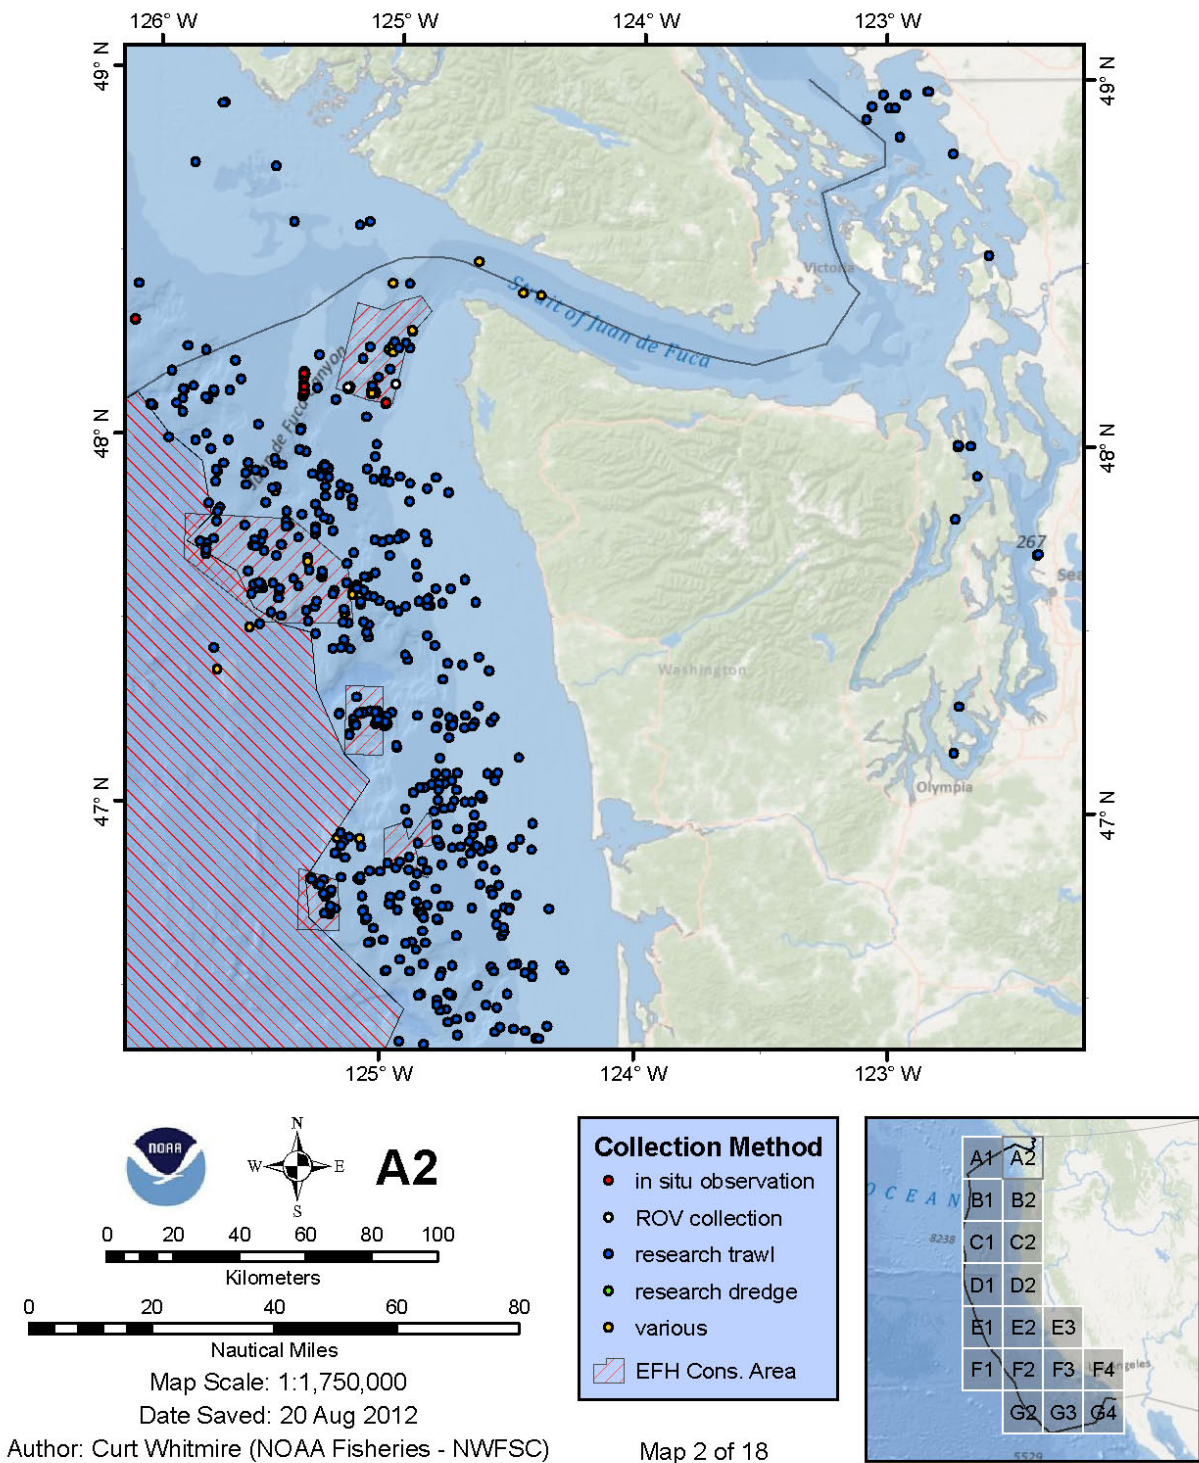 126° W 125° W 124° W 123° W
49° N
49° N
Victoria
Strait of Juan de Fuca
Juan de Fuca Canyon
48° N
48° N
267
Sea
Washington
47° N
47° N
Olympia
125° W 124° W 123° W
NOAA
N
W E
S
A2
0 20 40 60 80 100
Kilometers
0 20 40 60 80
Nautical Miles
Map Scale: 1:1,750,000
Date Saved: 20 Aug 2012
Author: Curt Whitmire (NOAA Fisheries - NWFSC)
Collection Method
in situ observation
ROV collection
research trawl
research dredge
various
EFH Cons. Area
Map 2 of 18
A1 A2
OCEAN
B1 B2
8238
C1 C2
D1 D2
E1 E2 E3
F1 F2 F3 F4
ngeles
G2 G3 G4
5529